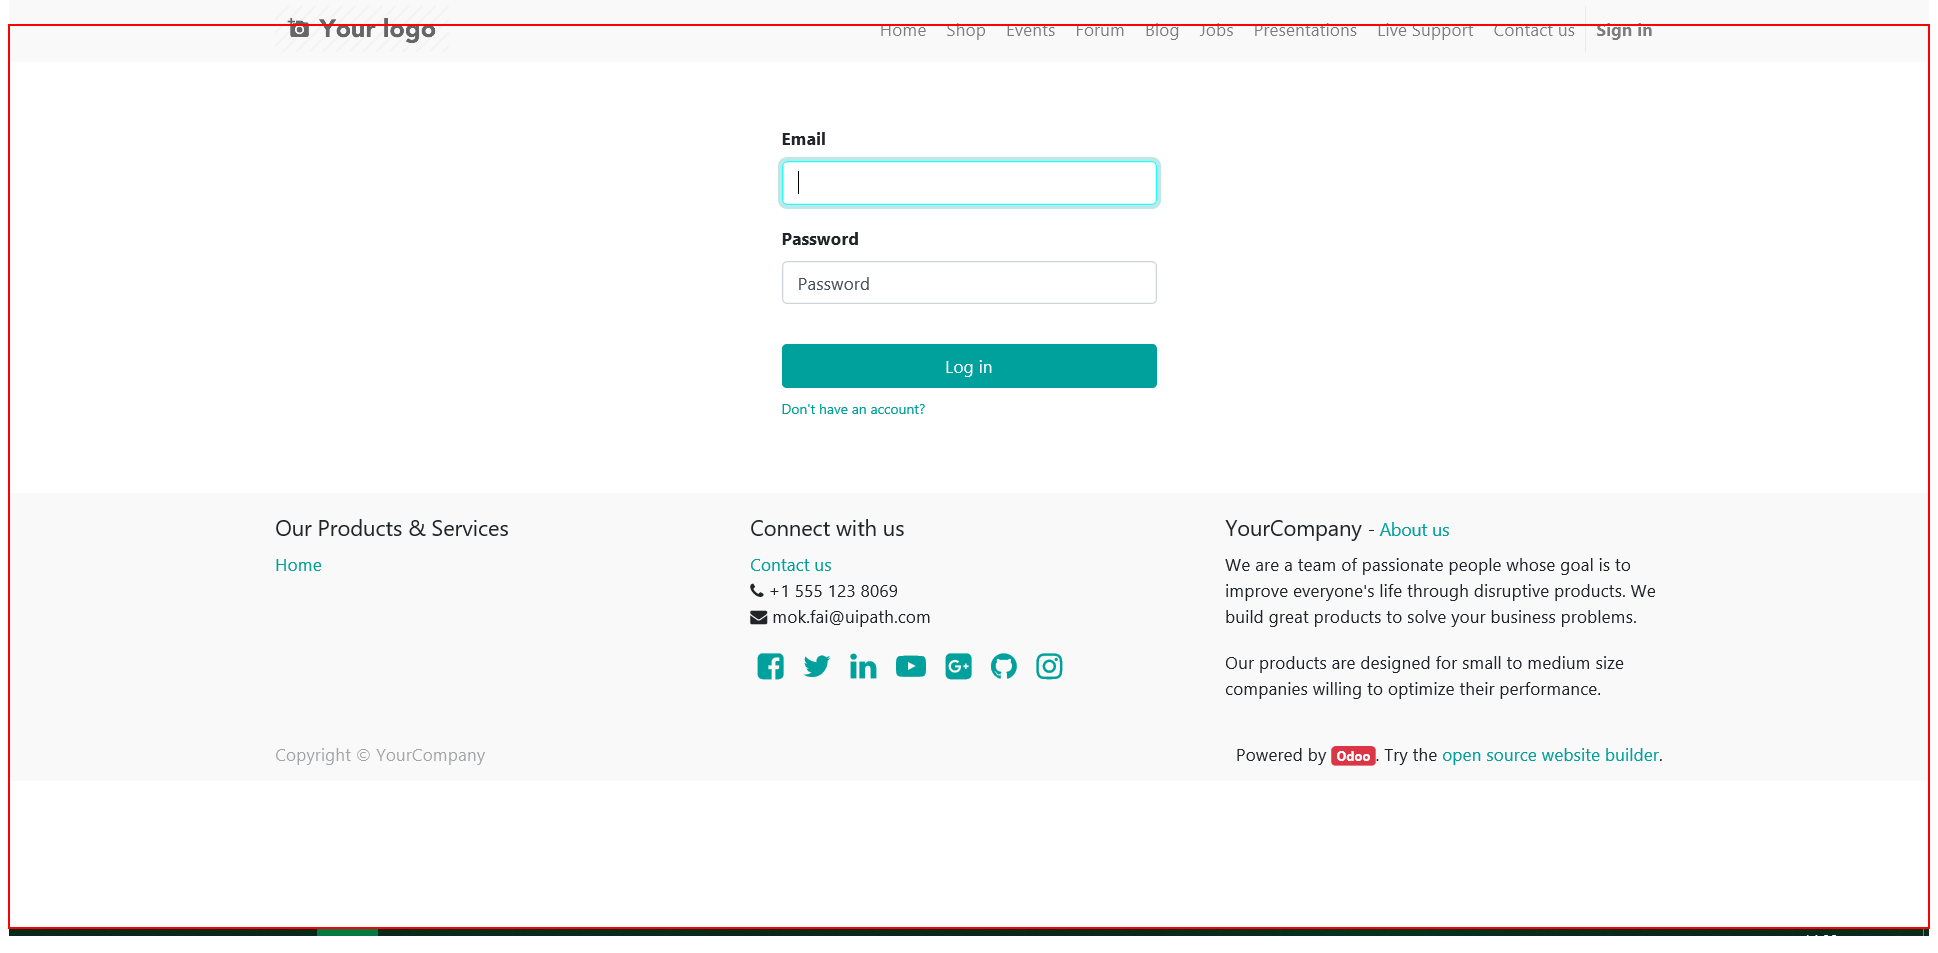 Your logo
Home Shop Events Forum Blog Jobs Presentations Live Support Contact us Sign in
Email
Password
Password
Log in
Don't have an account?
Our Products & Services
Home
Connect with us
Contact us
+1 555 123 8069
mok.fai@uipath.com
YourCompany - About us
We are a team of passionate people whose goal is to
improve everyone's life through disruptive products. We
build great products to solve your business problems.
Our products are designed for small to medium size
companies willing to optimize their performance.
Copyright © YourCompany
Powered by Odoo. Try the open source website builder.